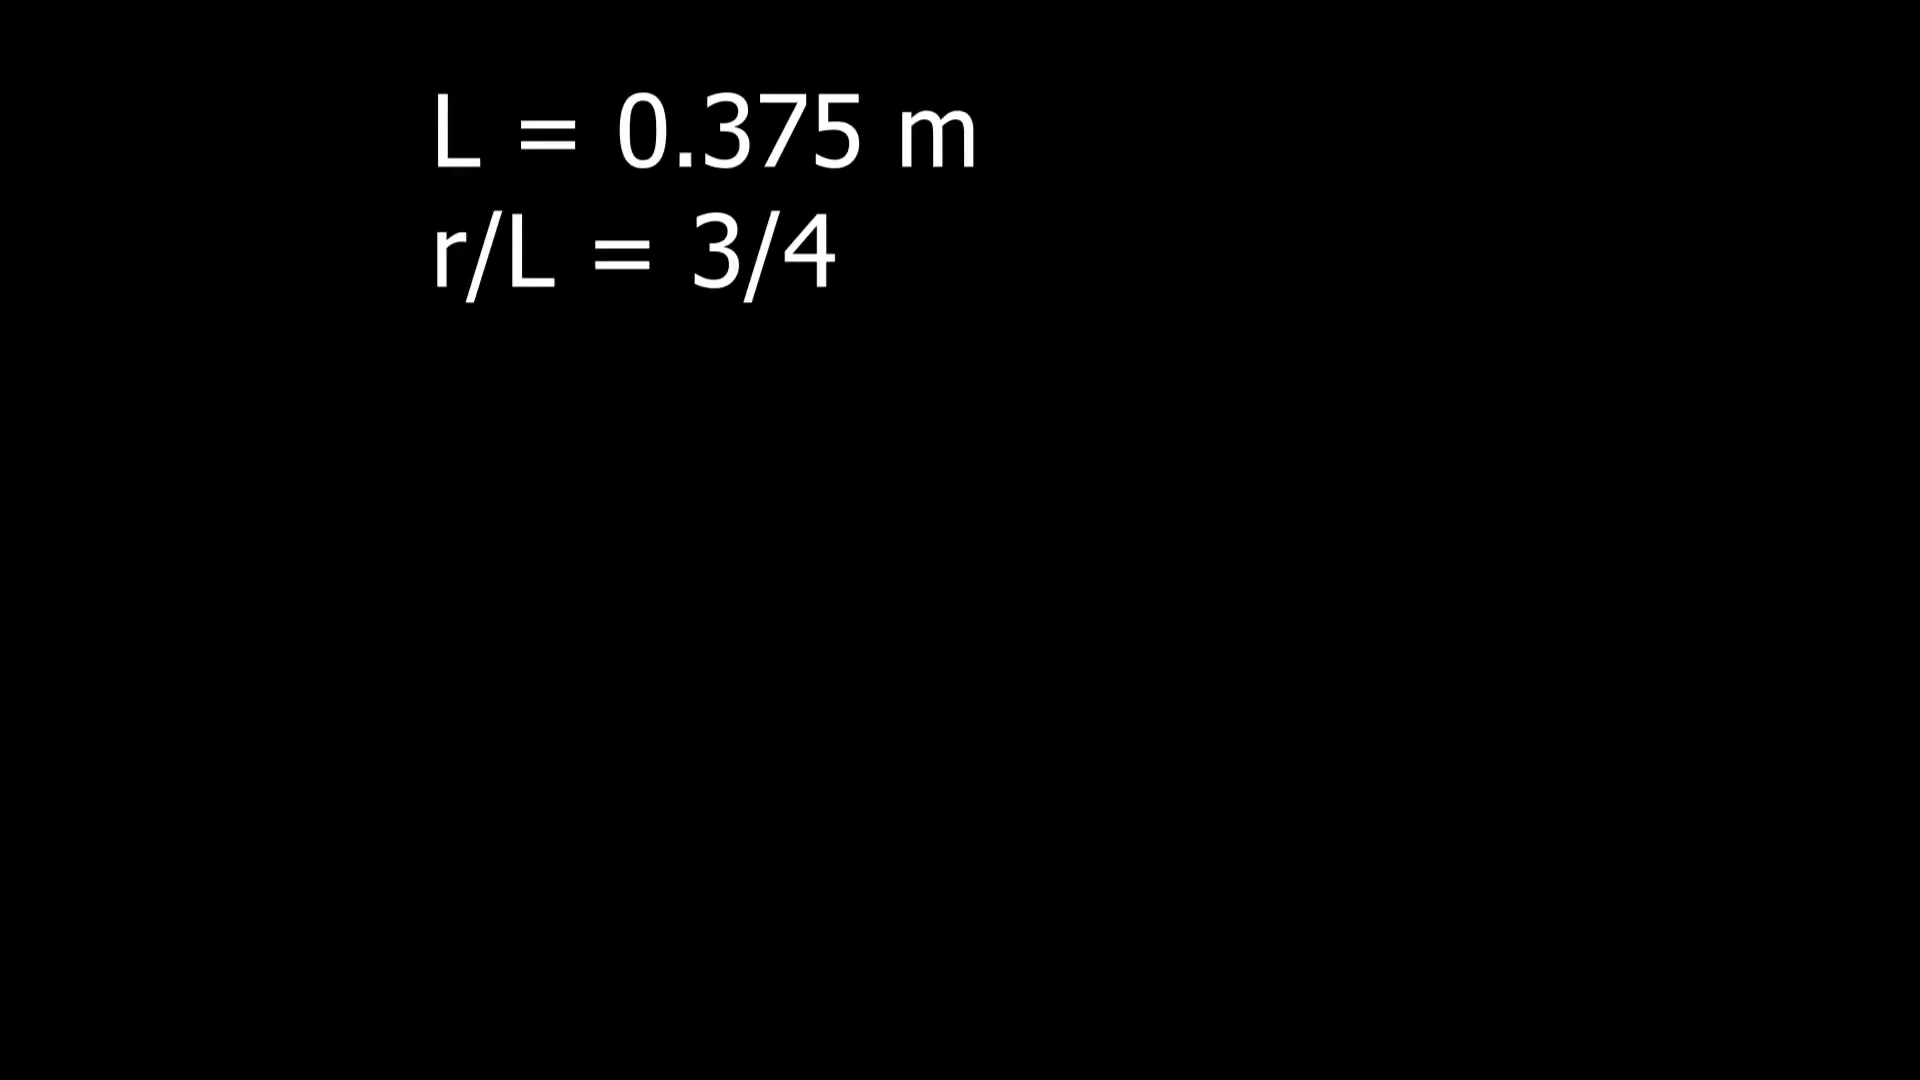 L = 0.375 m
r/L = 3/4